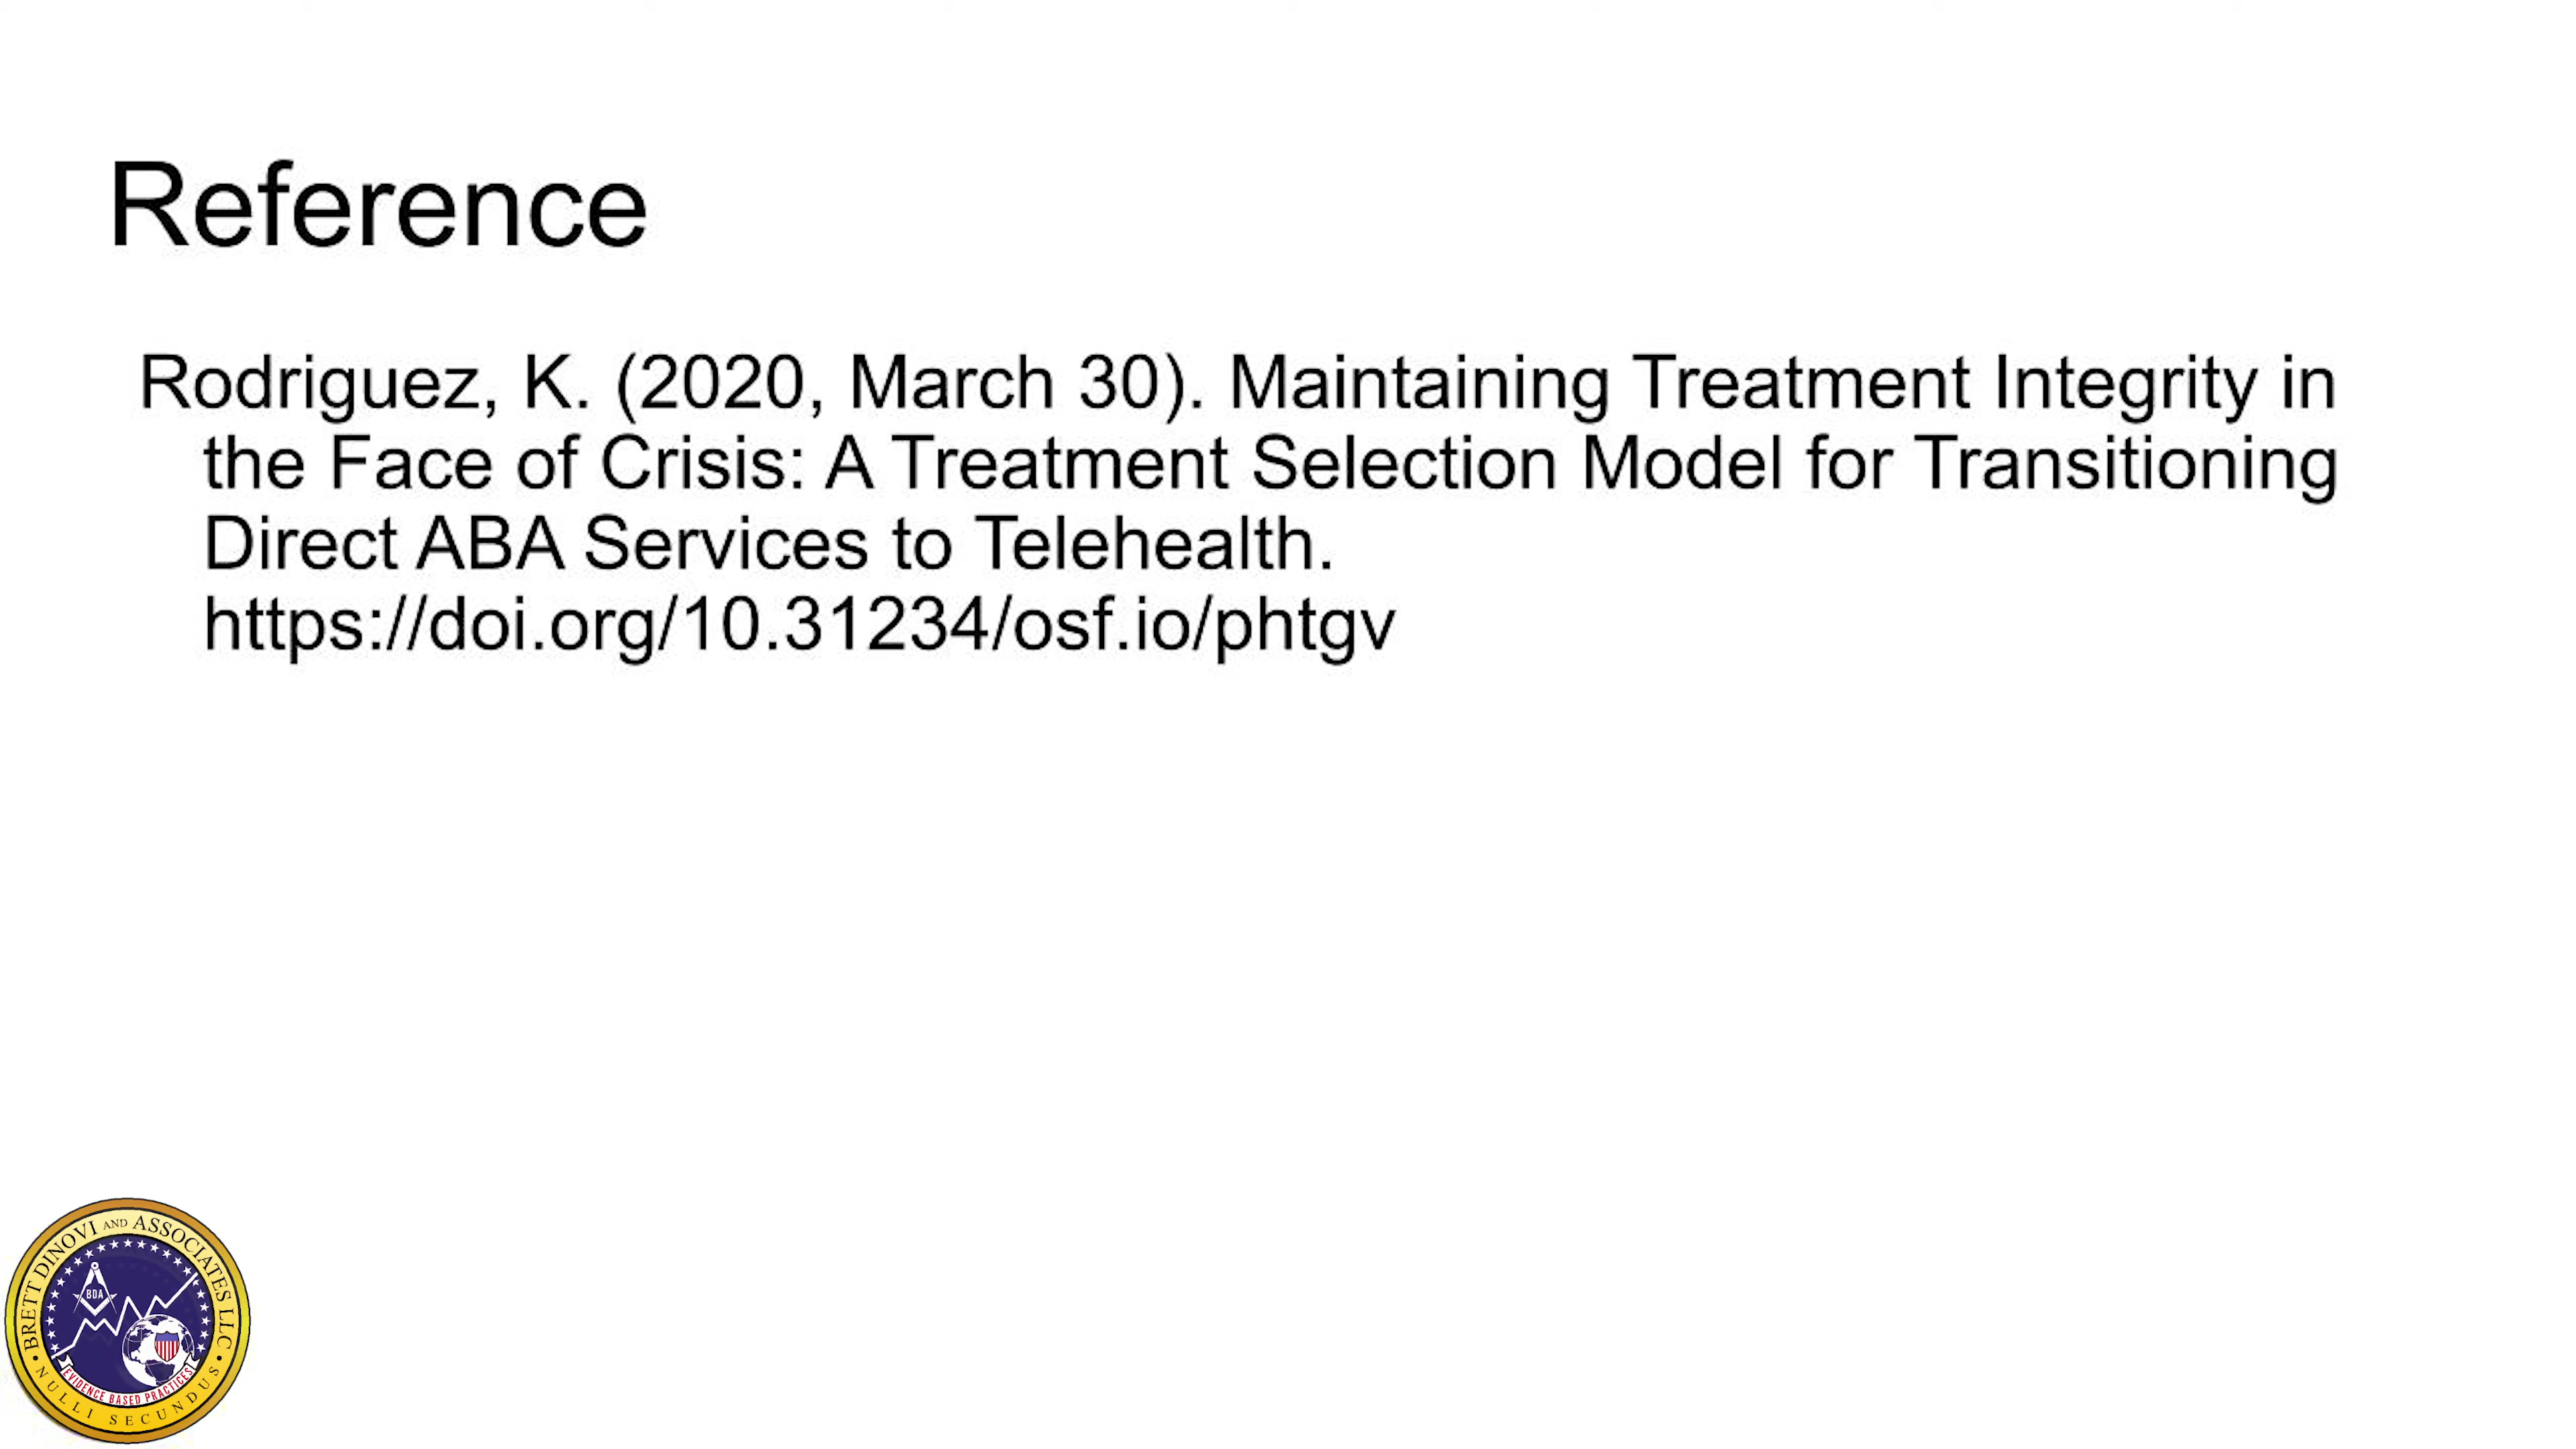 Reference
Rodriguez, K. (2020, March 30). Maintaining Treatment Integrity in
the Face of Crisis: A Treatment Selection Model for Transitioning
Direct ABA Services to Telehealth.
https://doi.org/10.31234/osf.io/phtgv
BRETT DINOVI AND ASSOCIATES LLC
BDA
EVIDENCE BASED PRACTICES
NULLI SECUNDUS